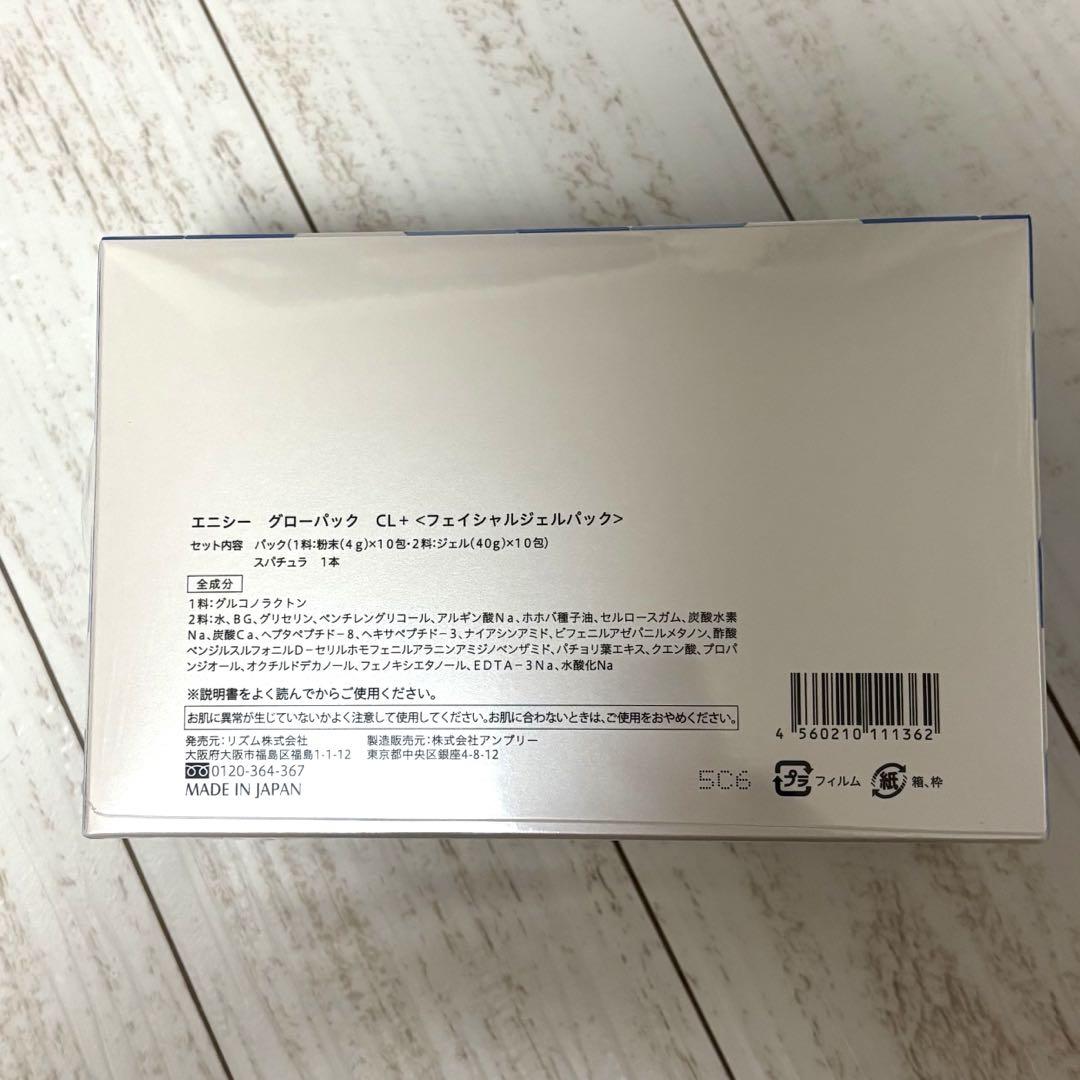 エニシー グローパック CL+ <フェイシャルジェルパック>
セット内容 パック(1料:粉末(4g)×10包・2料:ジェル(40g)×10包)
スパチュラ 1本
全成分
1料:グルコノラクトン
2料:水、BG、グリセリン、ペンチレングリコール、アルギン酸Na、ホホバ種子油、セルロースガム、炭酸水素
Na、炭酸Ca、ヘプタペプチド-8、ヘキサペプチド-3、ナイアシンアミド、ビフェニルアゼパニルメタノン、酢酸
ベンジルスルフォニルD-セリルホモフェニルアラニンアミジノベンザミド、パチョリ葉エキス、クエン酸、プロパ
ンジオール、オクチルドデカノール、フェノキシエタノール、EDTA-3Na、水酸化Na
※説明書をよく読んでからご使用ください。
お肌に異常が生じていないかよく注意して使用してください。お肌に合わないときは、ご使用をおやめください。
発売元:リズム株式会社 製造販売元:株式会社アンプリー
大阪府大阪市福島区福島1-1-12 東京都中央区銀座4-8-12
0120-364-367
MADE IN JAPAN
4 560210 111362
5C6
プラ フィルム 紙 箱、枠